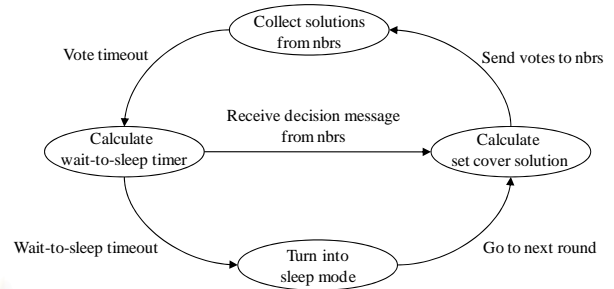 Collect solutions
from nbrs
Vote timeout
Send votes to nbrs
Receive decision message
from nbrs
Calculate
wait-to-sleep timer
Calculate
set cover solution
Wait-to-sleep timeout
Turn into
sleep mode
Go to next round